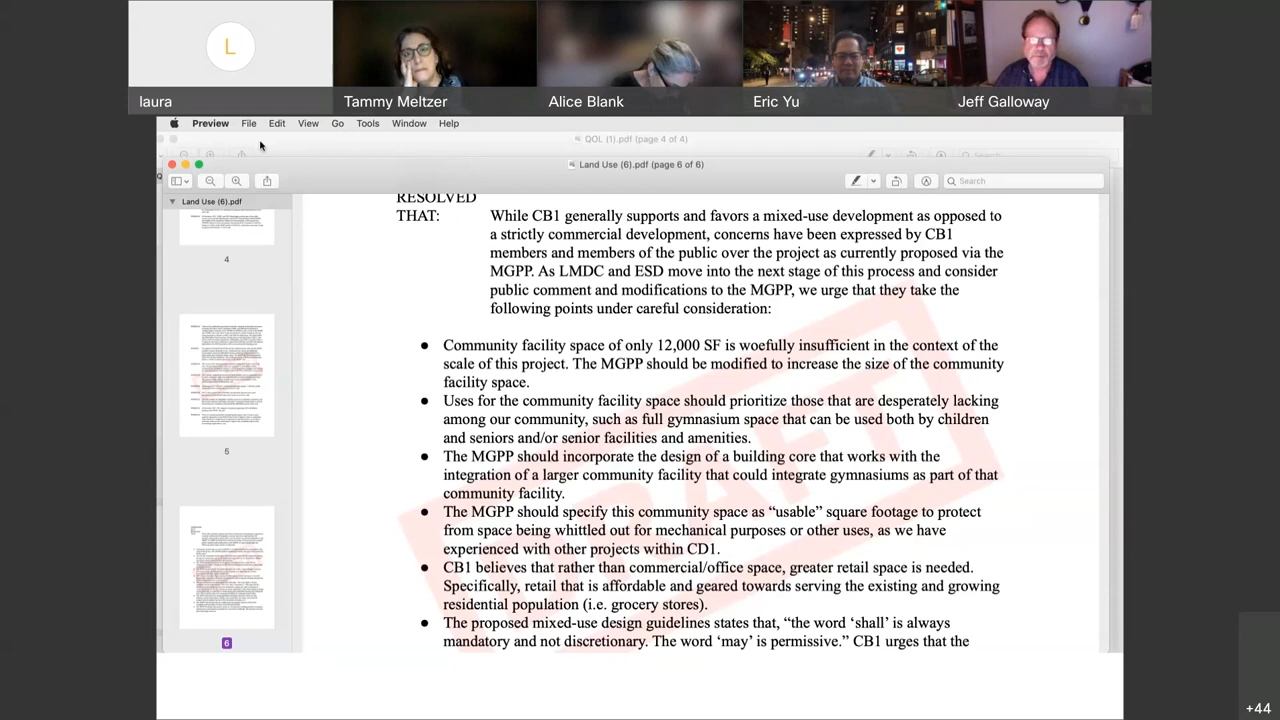 L
laura
Tammy Meltzer
Alice Blank
Eric Yu
Jeff Galloway
Preview File Edit View Go Tools Window Help
QOL (1).pdf (page 4 of 4)
Search
Land Use (6).pdf (page 6 of 6)
Search
Land Use (6).pdf
4
5
6
RESOLVED
THAT: While CB1 generally supports and favors a mixed-use development as opposed to
a strictly commercial development, concerns have been expressed by CB1
members and members of the public over the project as currently proposed via the
MGPP. As LMDC and ESD move into the next stage of this process and consider
public comment and modifications to the MGPP, we urge that they take the
following points under careful consideration:
● Community facility space of only 12,000 SF is woefully insufficient in the context of the
scale of this project, and should be modified to increase the size of the community
facility space.
● Uses for the community facility space should prioritize those that are desperately lacking
among our community, such as for gymnasium space that can be used both by children
and seniors and/or senior facilities and amenities.
● The MGPP should incorporate the design of a building core that works with the
integration of a larger community facility that could integrate gymnasiums as part of that
community facility.
● The MGPP should specify this community space as “usable” square footage to protect
from space being whittled out for mechanical purposes or other uses, as we have
experienced with other projects in CD1.
CB1 believes that rather than commercial/office space, greater retail space is needed.
Specifically, retail space affordable and geared towards serving the existing and growing
residential population (i.e. grocery stores).
● The proposed mixed-use design guidelines states that, “the word ‘shall’ is always
mandatory and not discretionary. The word ‘may’ is permissive.” CB1 urges that the
DRAFT
+44